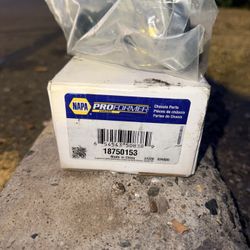 NAPA PROFORMER
Chassis Parts
Pièces de châssis
Partes de Chasis
18750153
Made in China